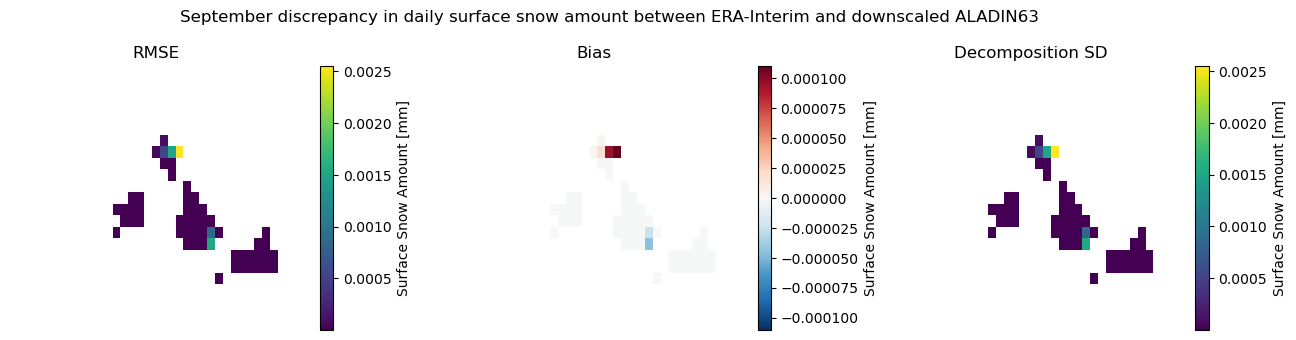 September discrepancy in daily surface snow amount between ERA-Interim and downscaled ALADIN63
RMSE
0.0025
0.0020
0.0015
0.0010
0.0005
Surface Snow Amount [mm]
Bias
0.000100
0.000075
0.000050
0.000025
0.000000
−0.000025
−0.000050
−0.000075
−0.000100
Surface Snow Amount [mm]
Decomposition SD
0.0025
0.0020
0.0015
0.0010
0.0005
Surface Snow Amount [mm]